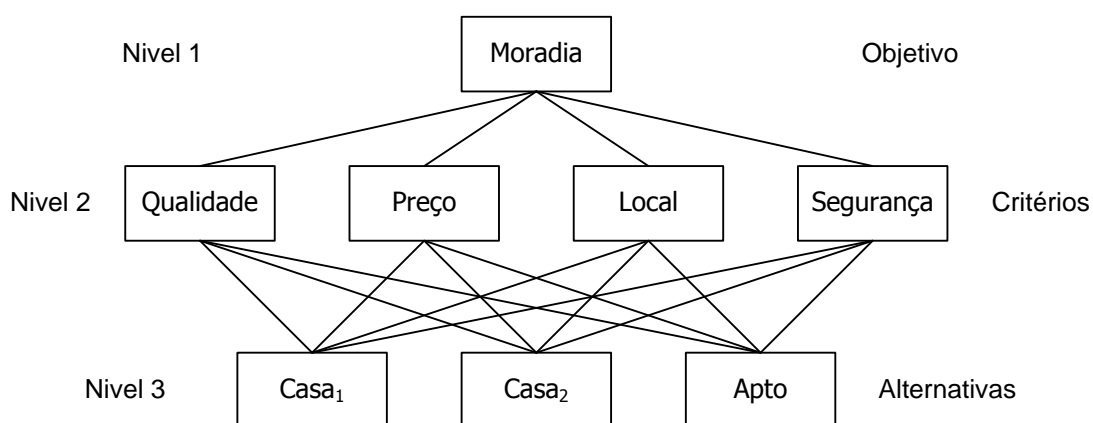 Nivel 1 Moradia Objetivo
Nivel 2 Qualidade Preço Local Segurança Critérios
Nivel 3 Casa₁ Casa₂ Apto Alternativas